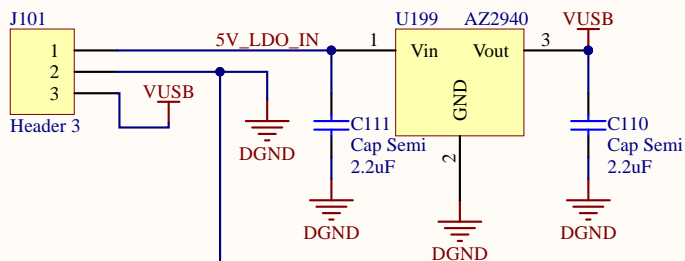 J101
1
2
3
Header 3
VUSB
5V_LDO_IN
DGND
C111
Cap Semi
2.2uF
DGND
U199
AZ2940
1
Vin
Vout
3
GND
2
DGND
VUSB
C110
Cap Semi
2.2uF
DGND